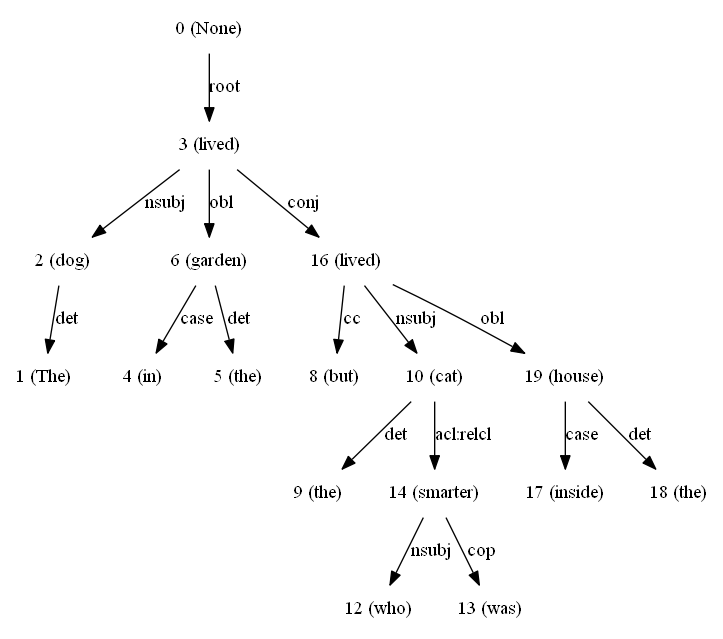 0 (None)
root
3 (lived)
nsubj obl conj
2 (dog) 6 (garden) 16 (lived)
det case det cc nsubj obl
1 (The) 4 (in) 5 (the) 8 (but) 10 (cat) 19 (house)
det acl:relcl case det
9 (the) 14 (smarter) 17 (inside) 18 (the)
nsubj cop
12 (who) 13 (was)